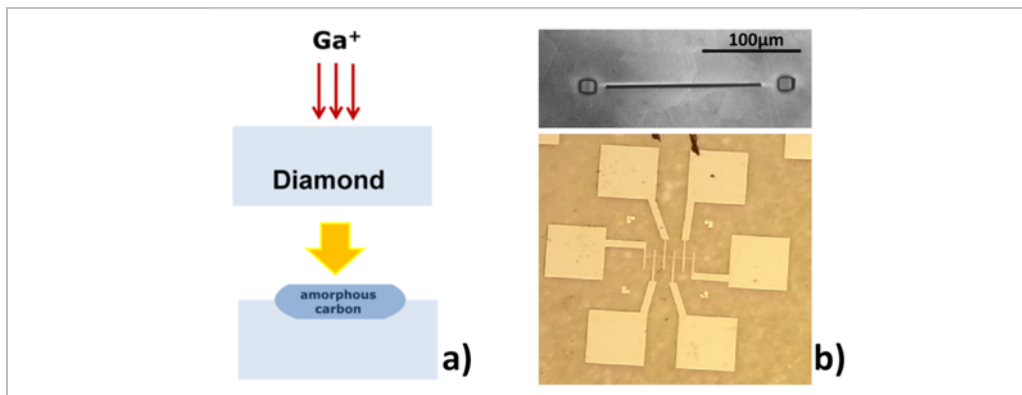 Ga+
Diamond
amorphous
carbon
a)
100μm
b)